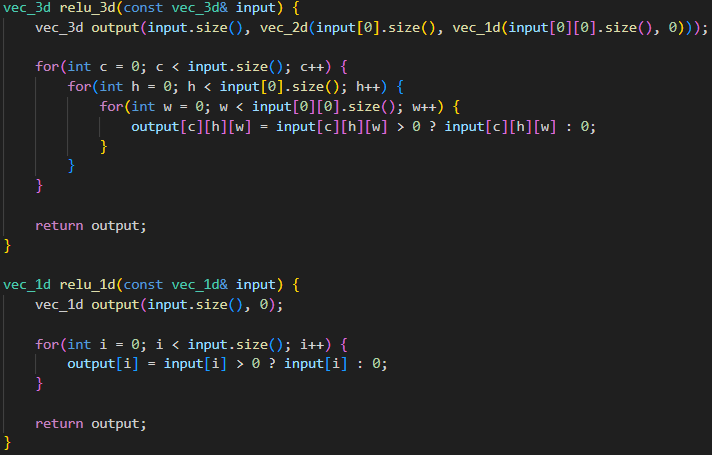 vec_3d relu_3d(const vec_3d& input) {
    vec_3d output(input.size(), vec_2d(input[0].size(), vec_1d(input[0][0].size(), 0)));

    for(int c = 0; c < input.size(); c++) {
        for(int h = 0; h < input[0].size(); h++) {
            for(int w = 0; w < input[0][0].size(); w++) {
                output[c][h][w] = input[c][h][w] > 0 ? input[c][h][w] : 0;
            }
        }
    }

    return output;
}

vec_1d relu_1d(const vec_1d& input) {
    vec_1d output(input.size(), 0);

    for(int i = 0; i < input.size(); i++) {
        output[i] = input[i] > 0 ? input[i] : 0;
    }

    return output;
}